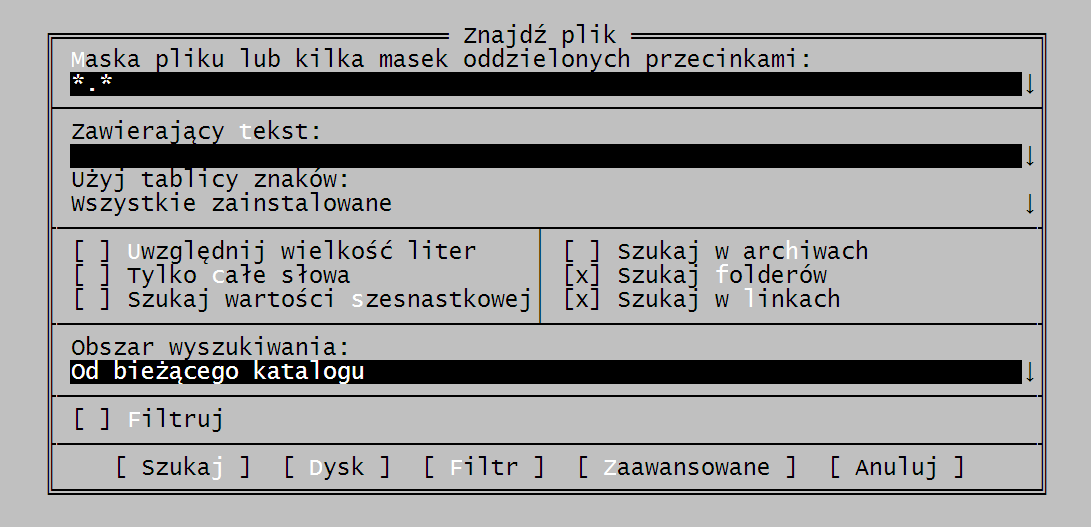 Znajdź plik
Maska pliku lub kilka masek oddzielonych przecinkami:
*.* ↓
Zawierający tekst:
↓
Użyj tablicy znaków:
Wszystkie zainstalowane ↓
[ ] Uwzględnij wielkość liter [ ] Szukaj w archiwach
[ ] Tylko całe słowa [x] Szukaj folderów
[ ] Szukaj wartości szesnastkowej [x] Szukaj w linkach
Obszar wyszukiwania:
Od bieżącego katalogu ↓
[ ] Filtruj
[ Szukaj ] [ Dysk ] [ Filtr ] [ Zaawansowane ] [ Anuluj ]